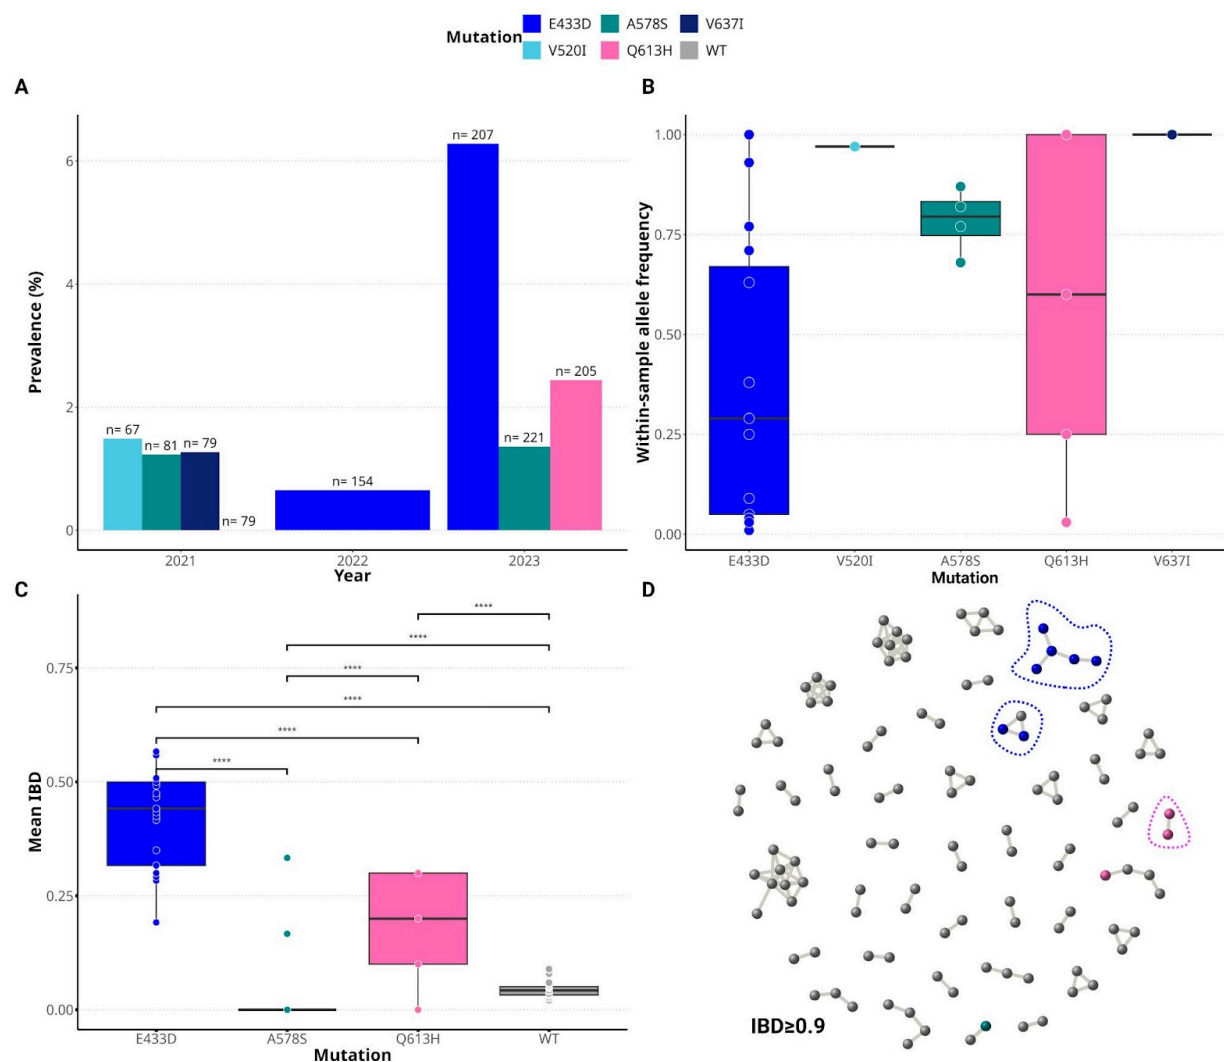 Mutation
E433D A578S V637I
V520I Q613H WT
A
n= 207
6
4
2
0
n= 67
n= 81
n= 79
n= 79
n= 154
n= 221
n= 205
Prevalence (%)
2021 2022 2023
Year
B
1.00
0.75
0.50
0.25
0.00
Within-sample allele frequency
E433D V520I A578S Q613H V637I
Mutation
C
****
****
****
****
****
****
0.75
0.50
0.25
0.00
Mean IBD
E433D A578S Q613H WT
Mutation
D
IBD≥0.9